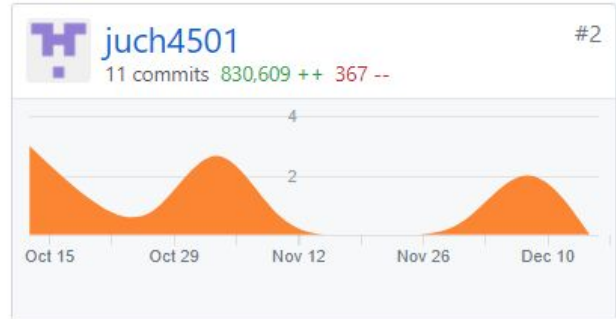 juch4501
#2
11 commits 830,609 ++ 367 --
4
2
Oct 15 Oct 29 Nov 12 Nov 26 Dec 10